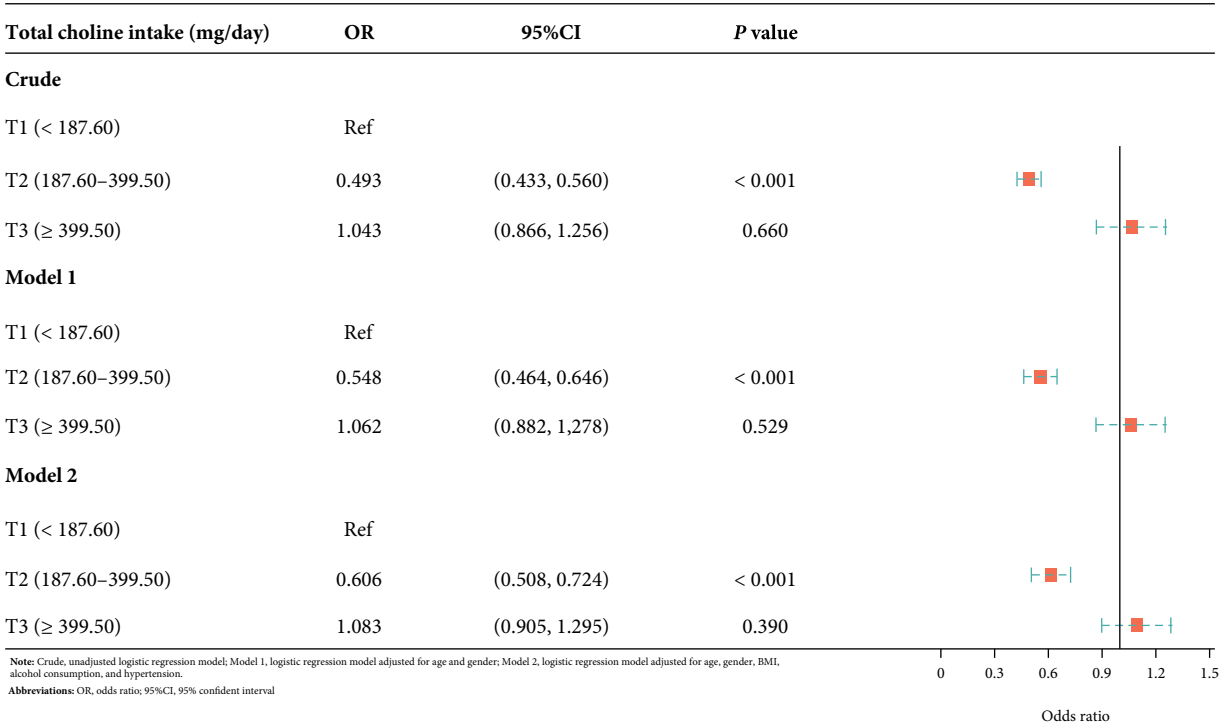 Total choline intake (mg/day) OR 95%CI P value
Crude
T1 (< 187.60) Ref
T2 (187.60–399.50) 0.493 (0.433, 0.560) < 0.001
T3 (≥ 399.50) 1.043 (0.866, 1.256) 0.660
Model 1
T1 (< 187.60) Ref
T2 (187.60–399.50) 0.548 (0.464, 0.646) < 0.001
T3 (≥ 399.50) 1.062 (0.882, 1,278) 0.529
Model 2
T1 (< 187.60) Ref
T2 (187.60–399.50) 0.606 (0.508, 0.724) < 0.001
T3 (≥ 399.50) 1.083 (0.905, 1.295) 0.390
Note: Crude, unadjusted logistic regression model; Model 1, logistic regression model adjusted for age and gender; Model 2, logistic regression model adjusted for age, gender, BMI,
alcohol consumption, and hypertension.
Abbreviations: OR, odds ratio; 95%CI, 95% confident interval
0 0.3 0.6 0.9 1.2 1.5
Odds ratio